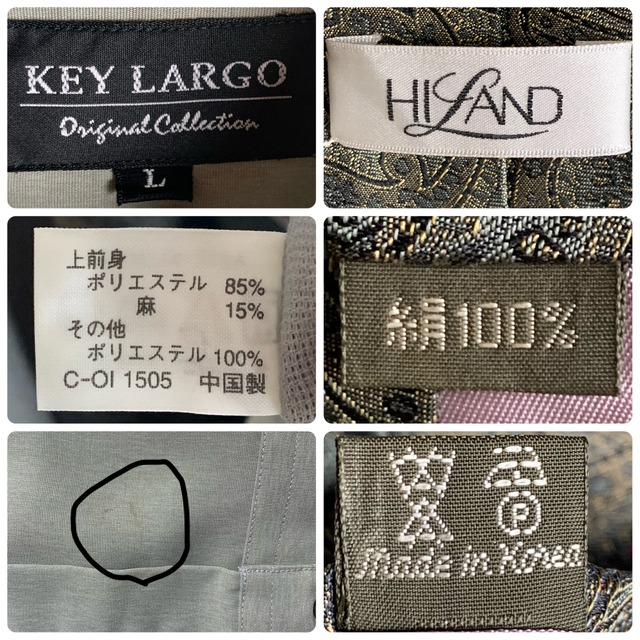 KEY LARGO
Original Collection
L
HILAND
上前身
ポリエステル 85%
麻 15%
その他
ポリエステル 100%
C-OI 1505 中国製
絹100%
P
Made in Korea